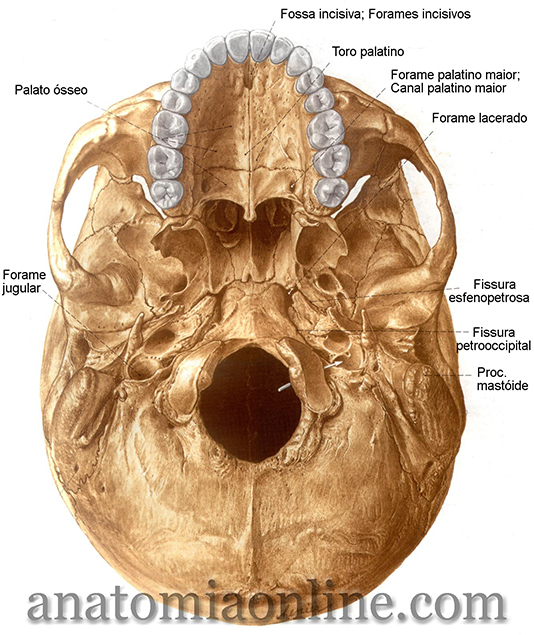 Fossa incisiva; Forames incisivos
Toro palatino
Forame palatino maior;
Canal palatino maior
Palato ósseo
Forame lacerado
Forame
jugular
Fissura
esfenopetrosa
Fissura
petrooccipital
Proc.
mastóide
anatomiaonline.com